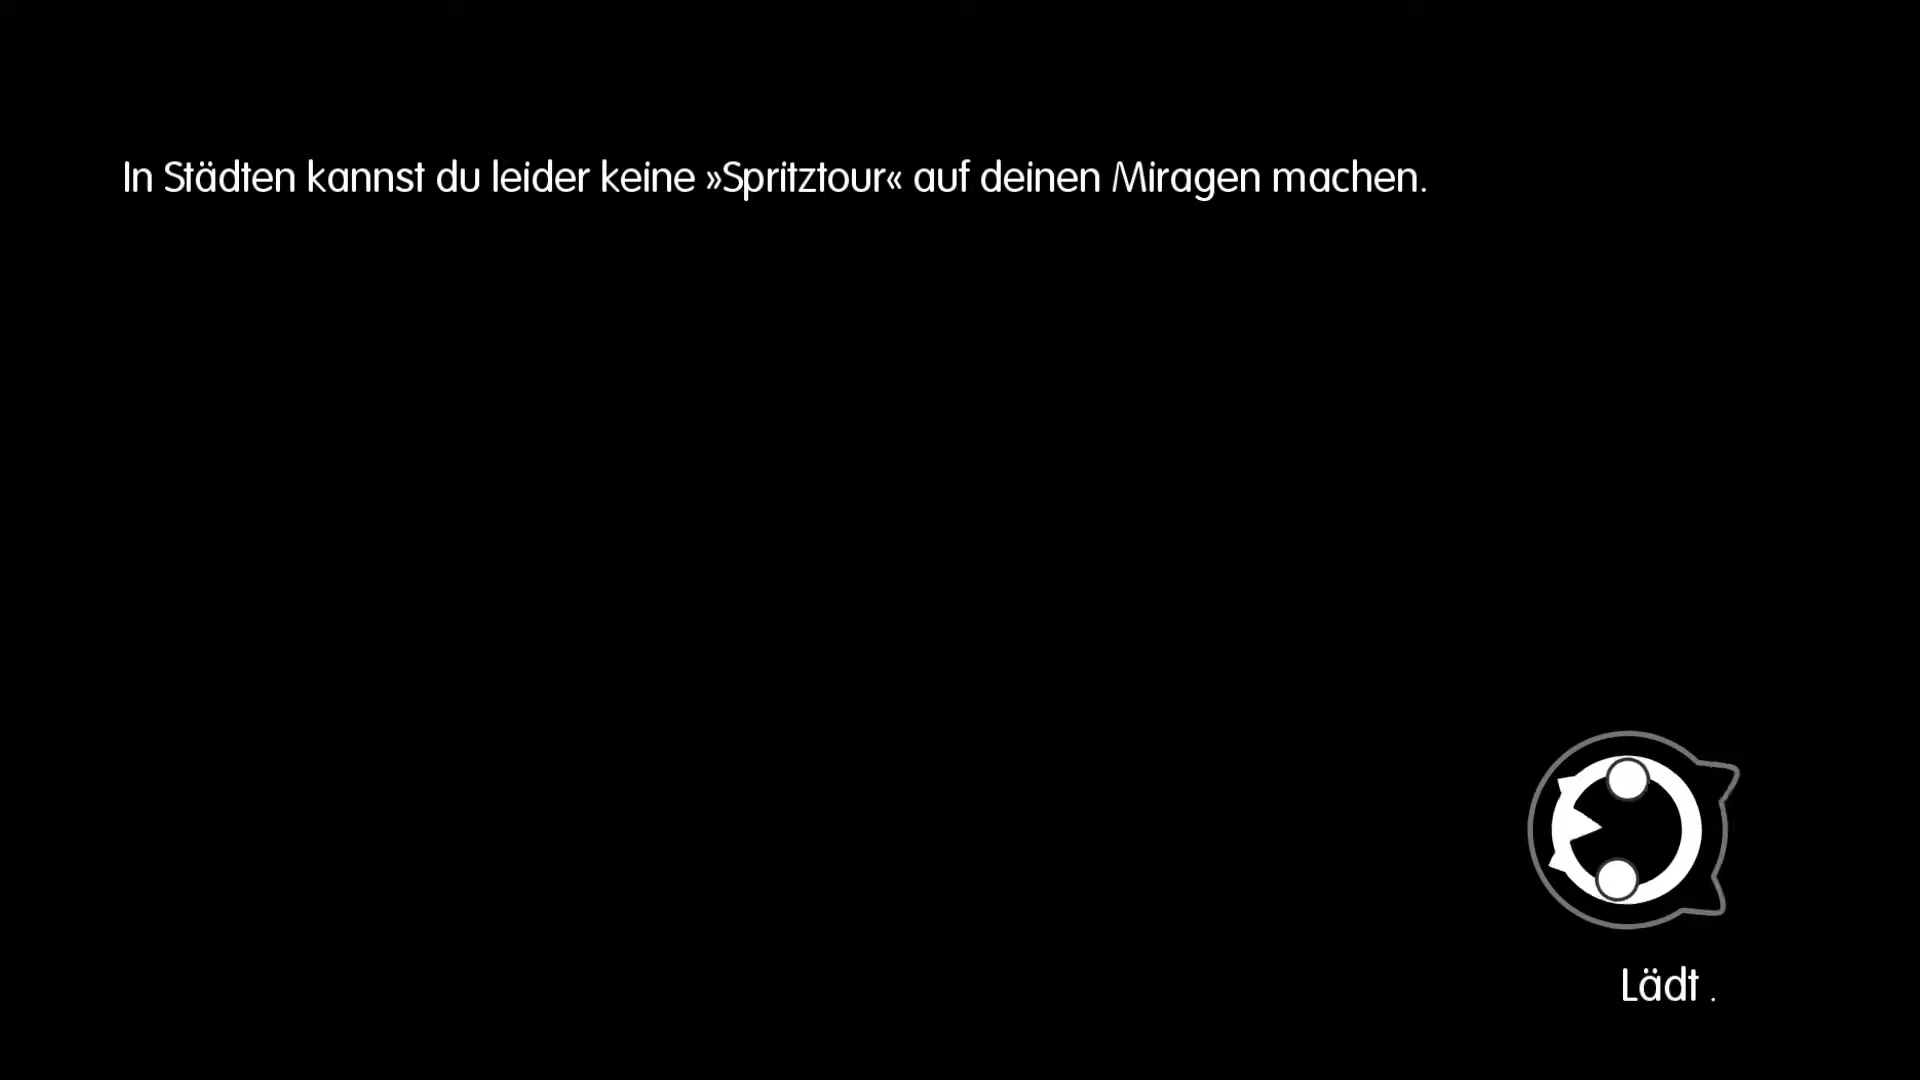 In Städten kannst du leider keine »Spritztour« auf deinen Miragen machen.
Lädt .